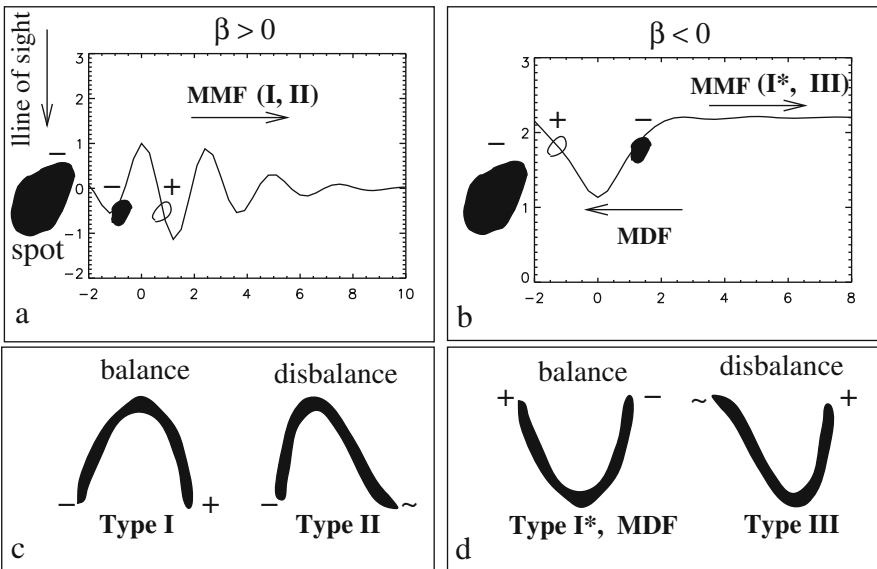 β > 0
lline of sight
3
2
1
0
−1
−2
MMF (I, II)
−
−
+
spot
−2 0 2 4 6 8 10
a
β < 0
3
2
1
0
MMF (I*, III)
−
+
−
MDF
−2 0 2 4 6 8
b
balance
disbalance
− + − ~
Type I
Type II
c
balance
disbalance
+ − ~ +
Type I*, MDF
Type III
d